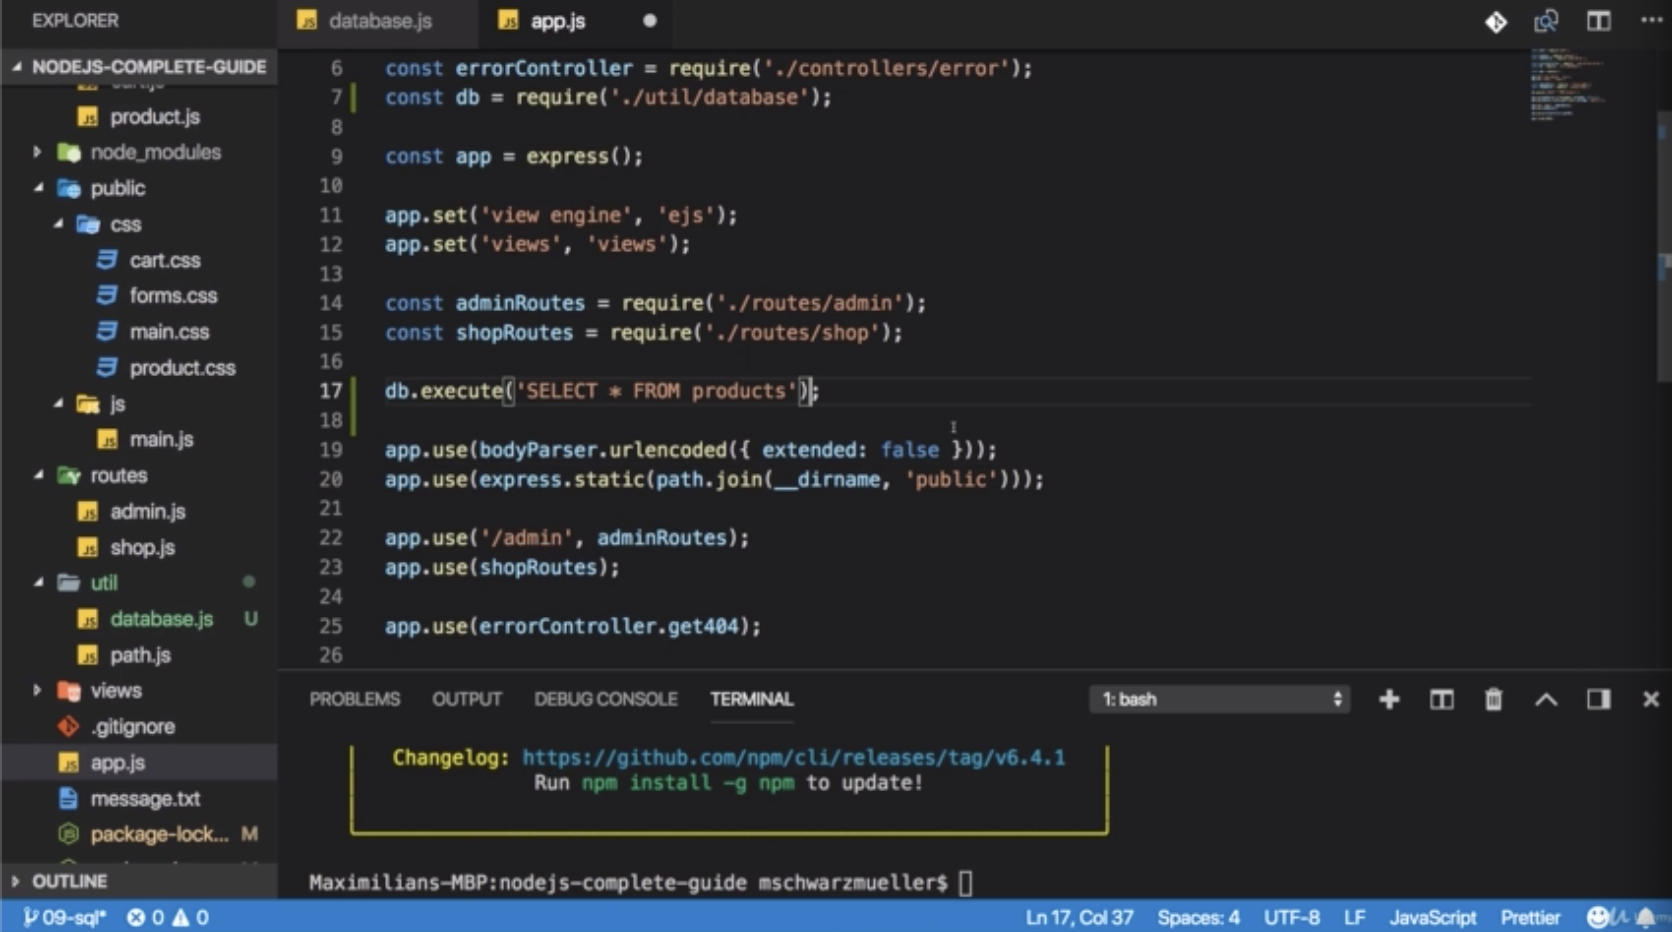 EXPLORER
database.js
app.js
NODEJS-COMPLETE-GUIDE
product.js
node_modules
public
css
cart.css
forms.css
main.css
product.css
js
main.js
routes
admin.js
shop.js
util
database.js U
path.js
views
.gitignore
app.js
message.txt
package-lock... M
OUTLINE
6 const errorController = require('./controllers/error');
7 const db = require('./util/database');
8
9 const app = express();
10
11 app.set('view engine', 'ejs');
12 app.set('views', 'views');
13
14 const adminRoutes = require('./routes/admin');
15 const shopRoutes = require('./routes/shop');
16
17 db.execute('SELECT * FROM products');
18
19 app.use(bodyParser.urlencoded({ extended: false }));
20 app.use(express.static(path.join(__dirname, 'public')));
21
22 app.use('/admin', adminRoutes);
23 app.use(shopRoutes);
24
25 app.use(errorController.get404);
26
PROBLEMS OUTPUT DEBUG CONSOLE TERMINAL 1: bash
Changelog: https://github.com/npm/cli/releases/tag/v6.4.1
Run npm install -g npm to update!
Maximilians-MBP:nodejs-complete-guide mschwarzmueller$
09-sql* 0 0 Ln 17, Col 37 Spaces: 4 UTF-8 LF JavaScript Prettier